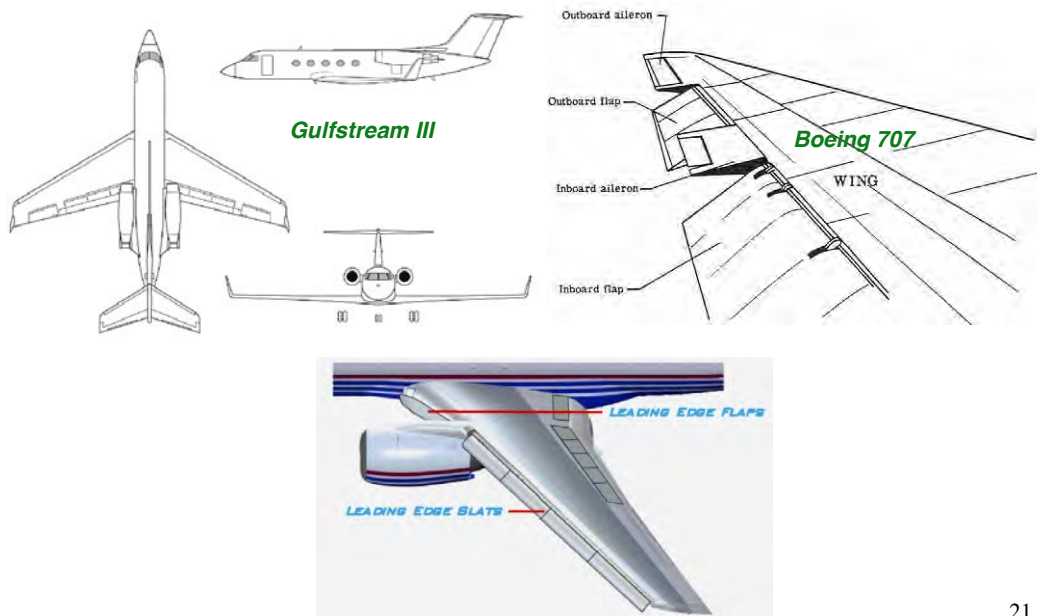 Outboard aileron
Gulfstream III
Outboard flap
Boeing 707
Inboard aileron
WING
Inboard flap
LEADING EDGE FLAPS
LEADING EDGE SLATS
21